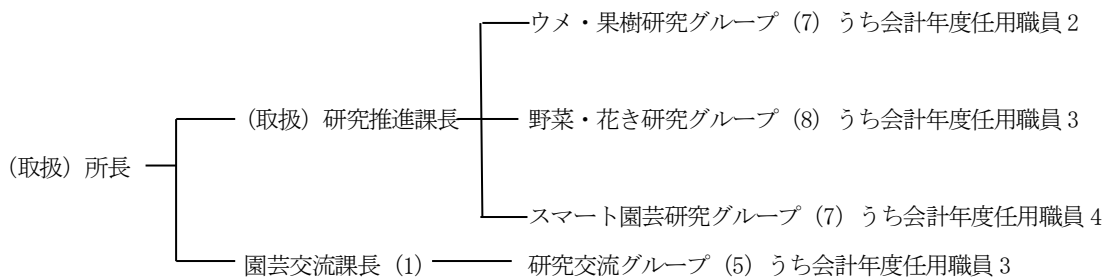 ウメ・果樹研究グループ（7）うち会計年度任用職員 2
（取扱）研究推進課長
野菜・花き研究グループ（8）うち会計年度任用職員 3
（取扱）所長
スマート園芸研究グループ（7）うち会計年度任用職員 4
園芸交流課長（1）
研究交流グループ（5）うち会計年度任用職員 3